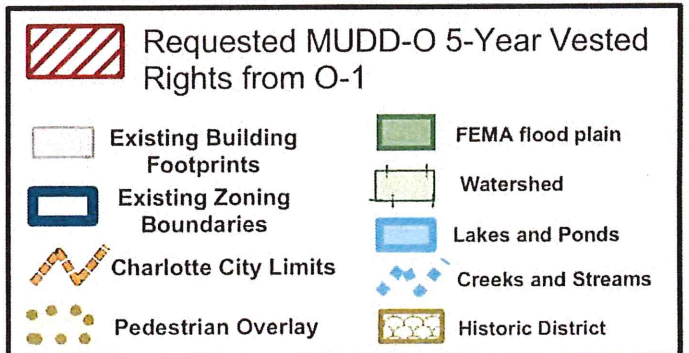 Requested MUDD-O 5-Year Vested
Rights from O-1
Existing Building
Footprints
Existing Zoning
Boundaries
Charlotte City Limits
Pedestrian Overlay
FEMA flood plain
Watershed
Lakes and Ponds
Creeks and Streams
Historic District